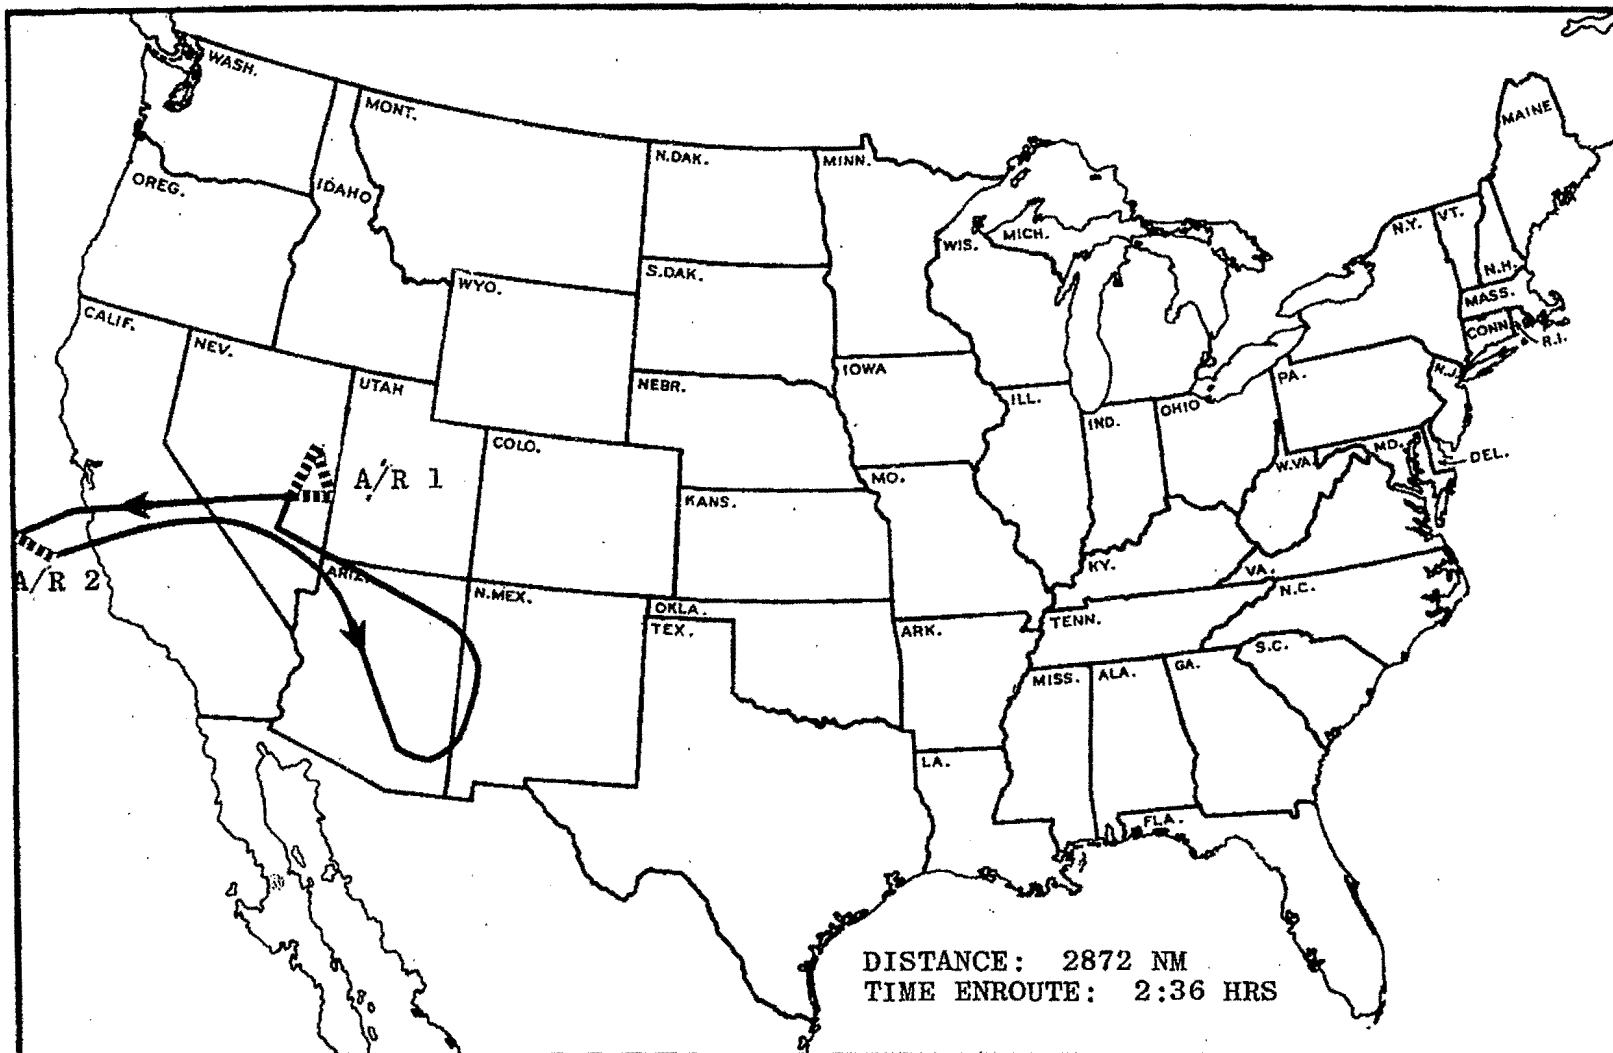 WASH.
MONT.
N.DAK.
MINN.
MAINE
OREG.
IDAHO
N.Y.
VT.
WIS.
MICH.
N.H.
S.DAK.
WYO.
MASS.
CALIF.
CONN.
R.I.
NEV.
UTAH
NEBR.
IOWA
PA.
N.J.
ILL.
IND.
OHIO
COLO.
W.VA.
MD.
DEL.
A/R 1
MO.
KANS.
A/R 2
ARIZ.
N.MEX.
KY.
VA.
N.C.
OKLA.
TEX.
ARK.
TENN.
S.C.
MISS.
ALA.
GA.
LA.
FLA.
DISTANCE: 2872 NM
TIME ENROUTE: 2:36 HRS